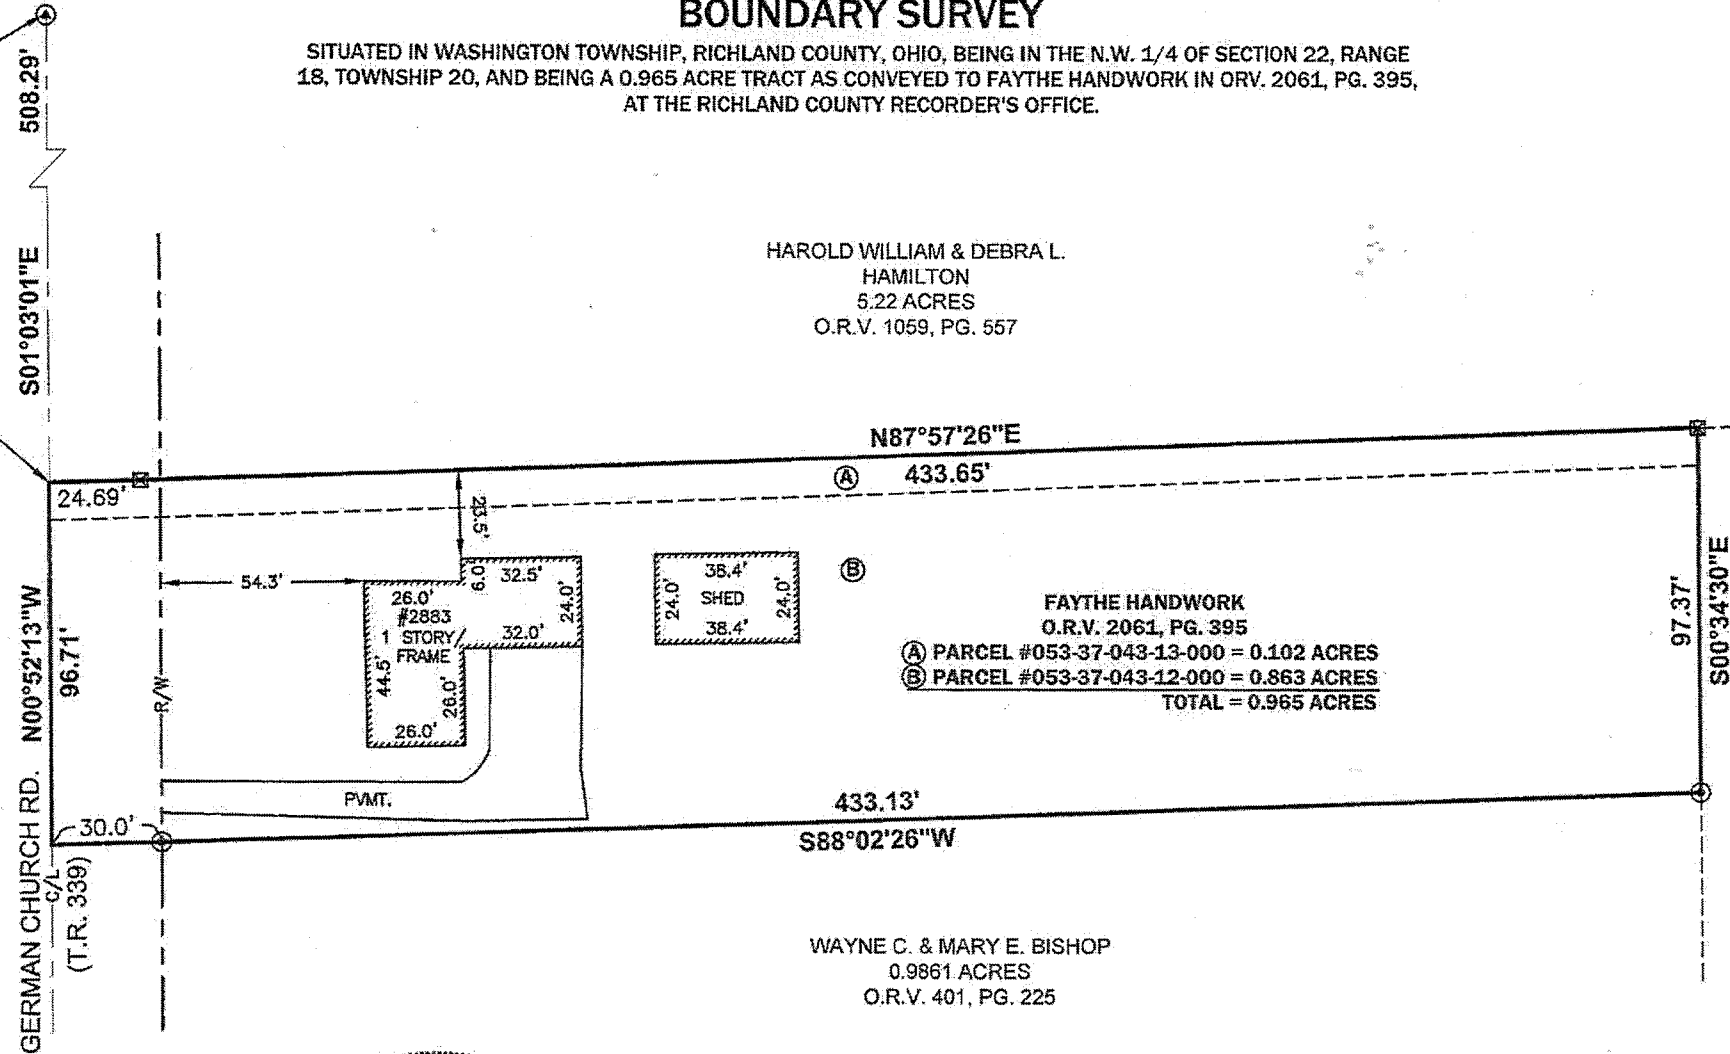 BOUNDARY SURVEY
SITUATED IN WASHINGTON TOWNSHIP, RICHLAND COUNTY, OHIO, BEING IN THE N.W. 1/4 OF SECTION 22, RANGE
18, TOWNSHIP 20, AND BEING A 0.965 ACRE TRACT AS CONVEYED TO FAYTHE HANDWORK IN ORV. 2061, PG. 395,
AT THE RICHLAND COUNTY RECORDER'S OFFICE.
508.29'
S01°03'01"E
HAROLD WILLIAM & DEBRA L.
HAMILTON
5.22 ACRES
O.R.V. 1059, PG. 557
N87°57'26"E
A 433.65'
24.69'
23.5'
54.3'
6.0'
32.5'
24.0'
32.0'
26.0'
#2883
1 STORY
FRAME
44.5'
26.0'
26.0'
38.4'
24.0'
SHED
24.0'
38.4'
B
FAYTHE HANDWORK
O.R.V. 2061, PG. 395
A PARCEL #053-37-043-13-000 = 0.102 ACRES
B PARCEL #053-37-043-12-000 = 0.863 ACRES
TOTAL = 0.965 ACRES
97.37'
S00°34'30"E
N00°52'13"W
96.71'
R/W
PVMT.
30.0'
433.13'
S88°02'26"W
GERMAN CHURCH RD.
C/L
(T.R. 339)
WAYNE C. & MARY E. BISHOP
0.9861 ACRES
O.R.V. 401, PG. 225